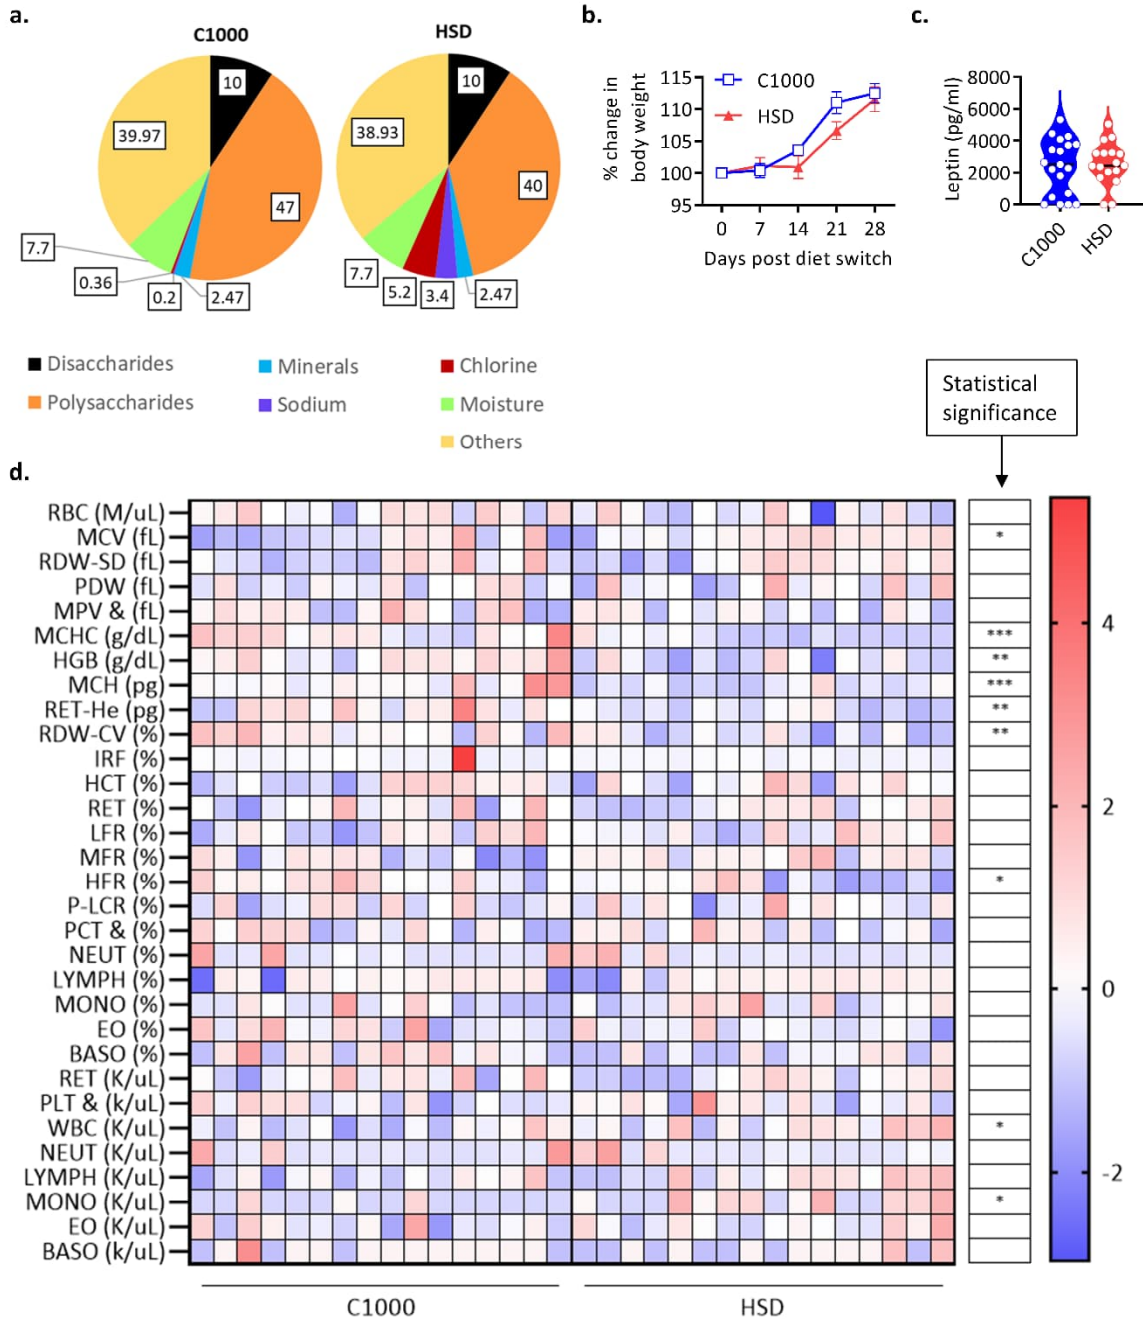 a.
C1000
HSD
10
39.97
47
7.7
0.36
0.2
2.47
10
38.93
40
7.7
5.2
3.4
2.47
Disaccharides
Minerals
Chlorine
Polysaccharides
Sodium
Moisture
Others
b.
% change in
body weight
115
110
105
100
95
C1000
HSD
0 7 14 21 28
Days post diet switch
c.
Leptin (pg/ml)
8000
6000
4000
2000
0
C1000
HSD
Statistical
significance
d.
RBC (M/uL)
MCV (fL) *
RDW-SD (fL)
PDW (fL)
MPV & (fL)
MCHC (g/dL) ***
HGB (g/dL) **
MCH (pg) ***
RET-He (pg) **
RDW-CV (%) **
IRF (%)
HCT (%)
RET (%)
LFR (%)
MFR (%)
HFR (%) *
P-LCR (%)
PCT & (%)
NEUT (%)
LYMPH (%)
MONO (%)
EO (%)
BASO (%)
RET (K/uL)
PLT & (k/uL)
WBC (K/uL) *
NEUT (K/uL)
LYMPH (K/uL)
MONO (K/uL) *
EO (K/uL)
BASO (k/uL)
4
2
0
-2
C1000
HSD